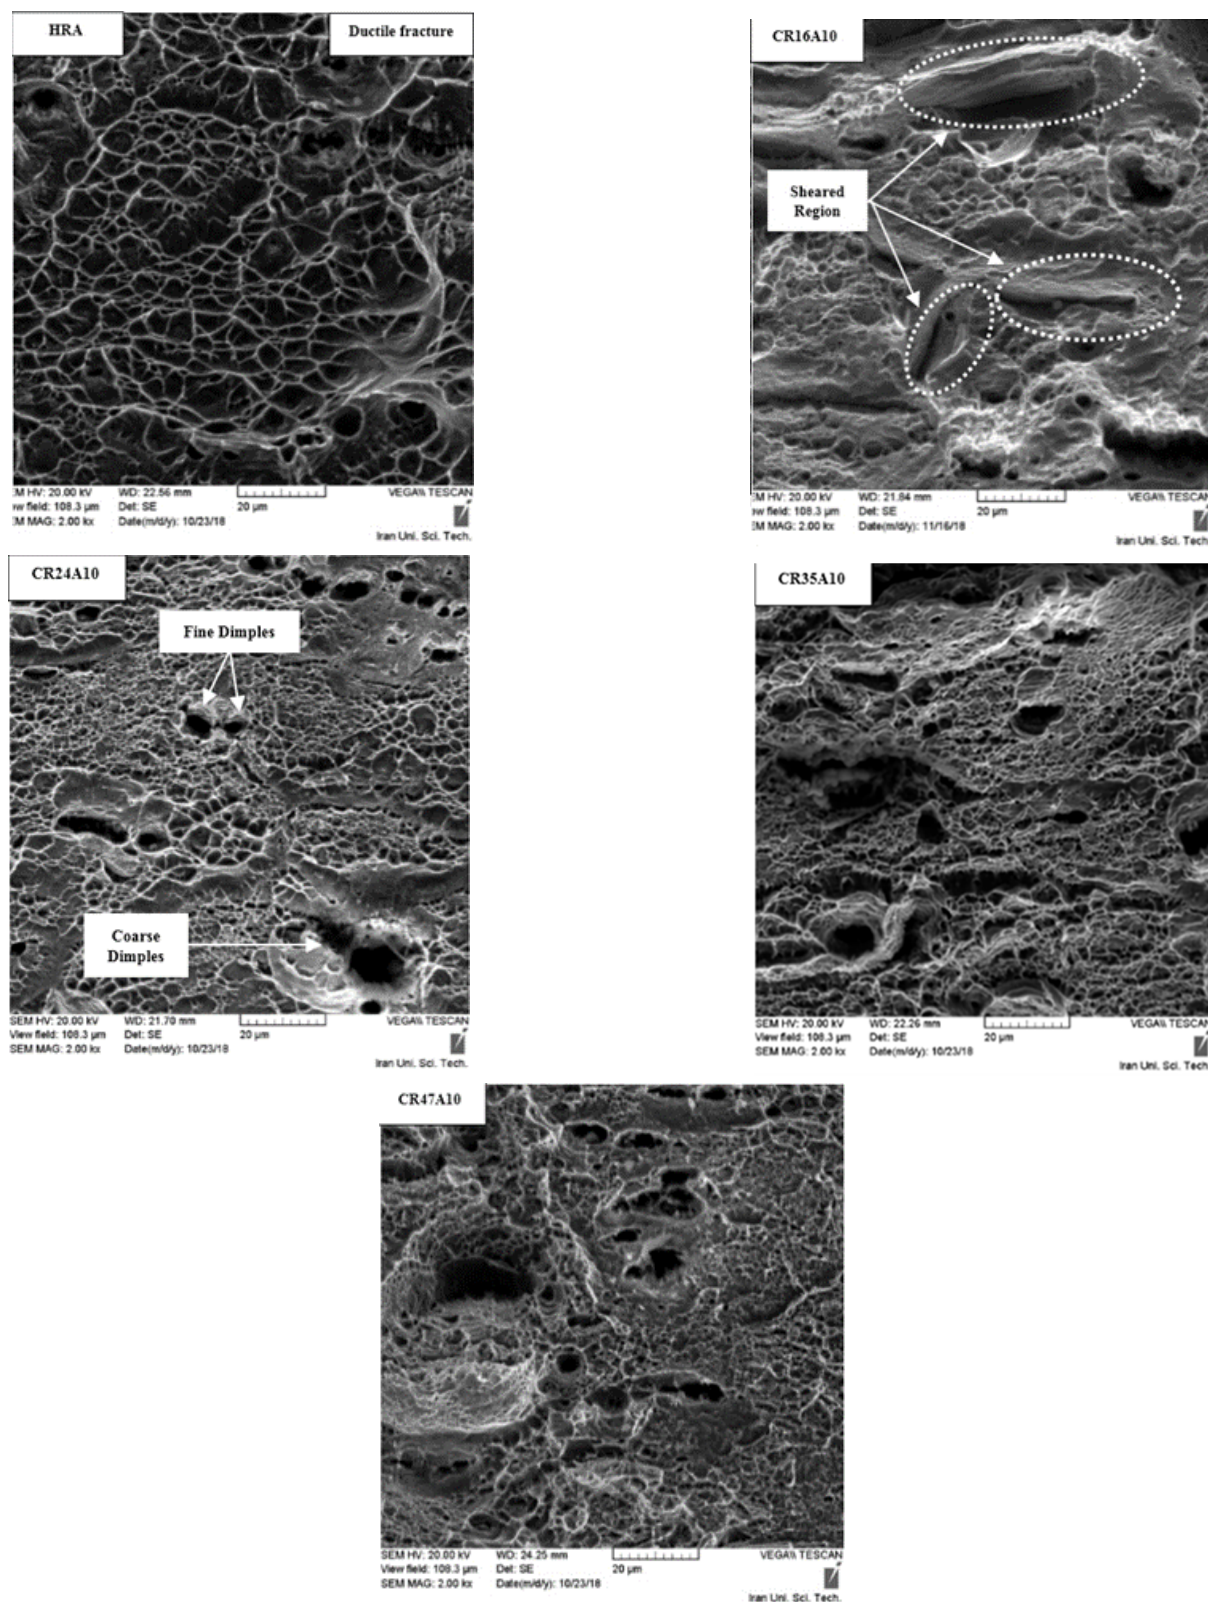 HRA
Ductile fracture
EM HV: 20.00 kV WD: 22.56 mm VEGA\\ TESCAN
ew field: 108.3 µm Det: SE 20 µm
EM MAG: 2.00 kx Date(m/d/y): 10/23/18
Iran Uni. Sci. Tech.
CR16A10
Sheared
Region
EM HV: 20.00 kV WD: 21.84 mm VEGA\\ TESCAN
ew field: 108.3 µm Det: SE 20 µm
EM MAG: 2.00 kx Date(m/d/y): 11/16/18
Iran Uni. Sci. Tech.
CR24A10
Fine Dimples
Coarse
Dimples
SEM HV: 20.00 kV WD: 21.70 mm VEGA\\ TESCAN
View field: 108.3 µm Det: SE 20 µm
SEM MAG: 2.00 kx Date(m/d/y): 10/23/18
Iran Uni. Sci. Tech.
CR35A10
SEM HV: 20.00 kV WD: 22.26 mm VEGA\\ TESCAN
View field: 108.3 µm Det: SE 20 µm
SEM MAG: 2.00 kx Date(m/d/y): 10/23/18
Iran Uni. Sci. Tech.
CR47A10
SEM HV: 20.00 kV WD: 24.25 mm VEGA\\ TESCAN
View field: 108.3 µm Det: SE 20 µm
SEM MAG: 2.00 kx Date(m/d/y): 10/23/18
Iran Uni. Sci. Tech.